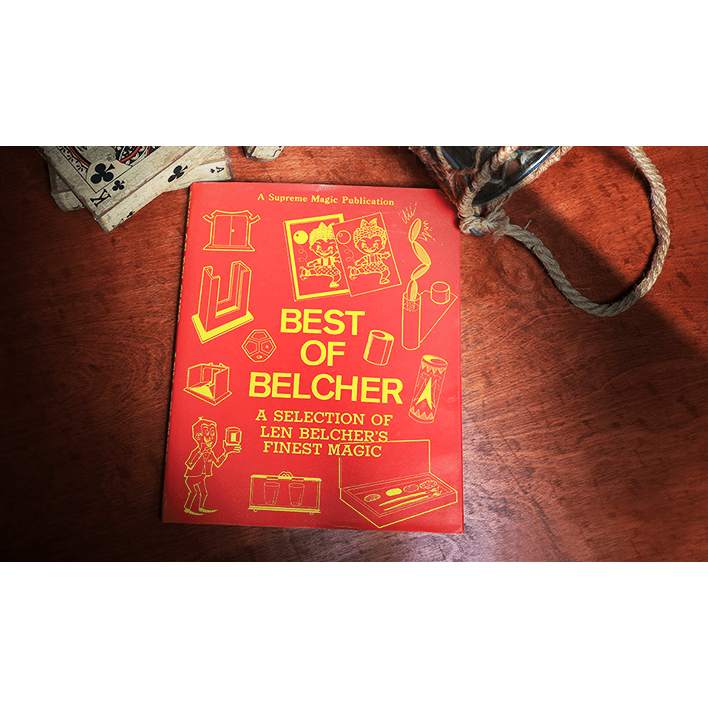 A Supreme Magic Publication
BEST
OF
BELCHER
A SELECTION OF
LEN BELCHER'S
FINEST MAGIC
K
A